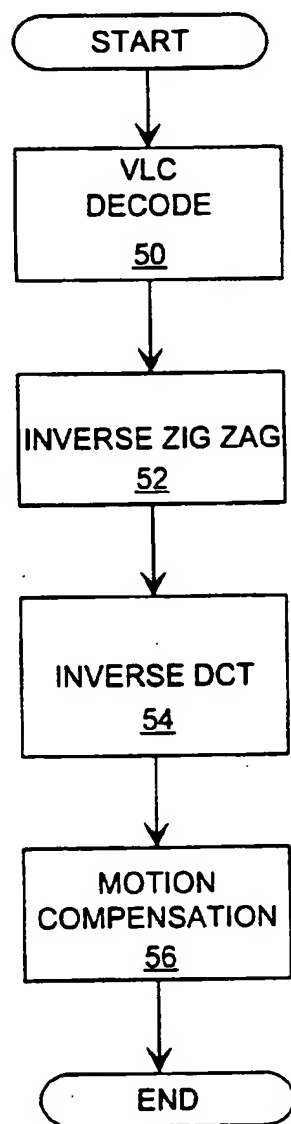 START
VLC
DECODE
50
INVERSE ZIG ZAG
52
INVERSE DCT
54
MOTION
COMPENSATION
56
END